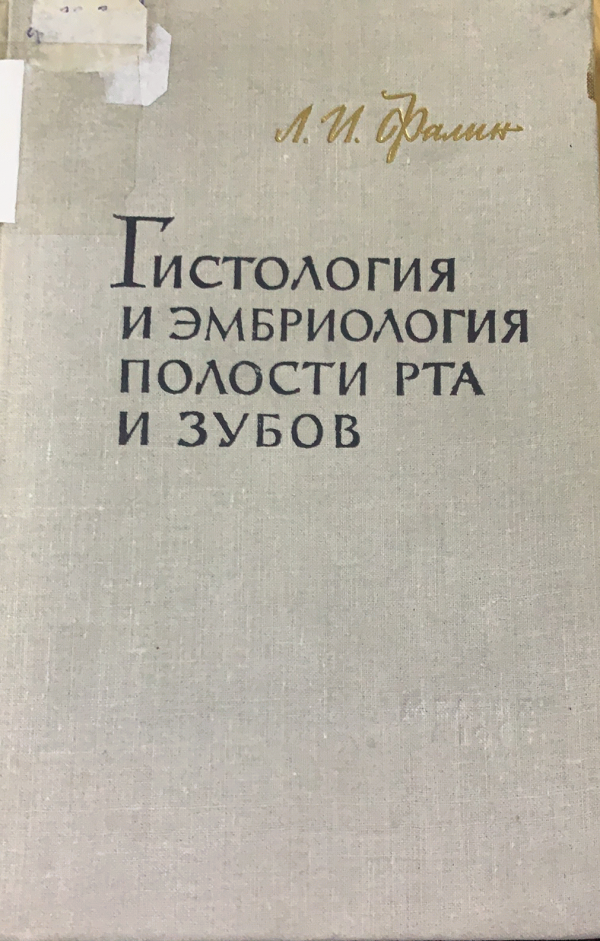 Л. И. Фалин
Гистология
и эмбриология
полости рта
и зубов